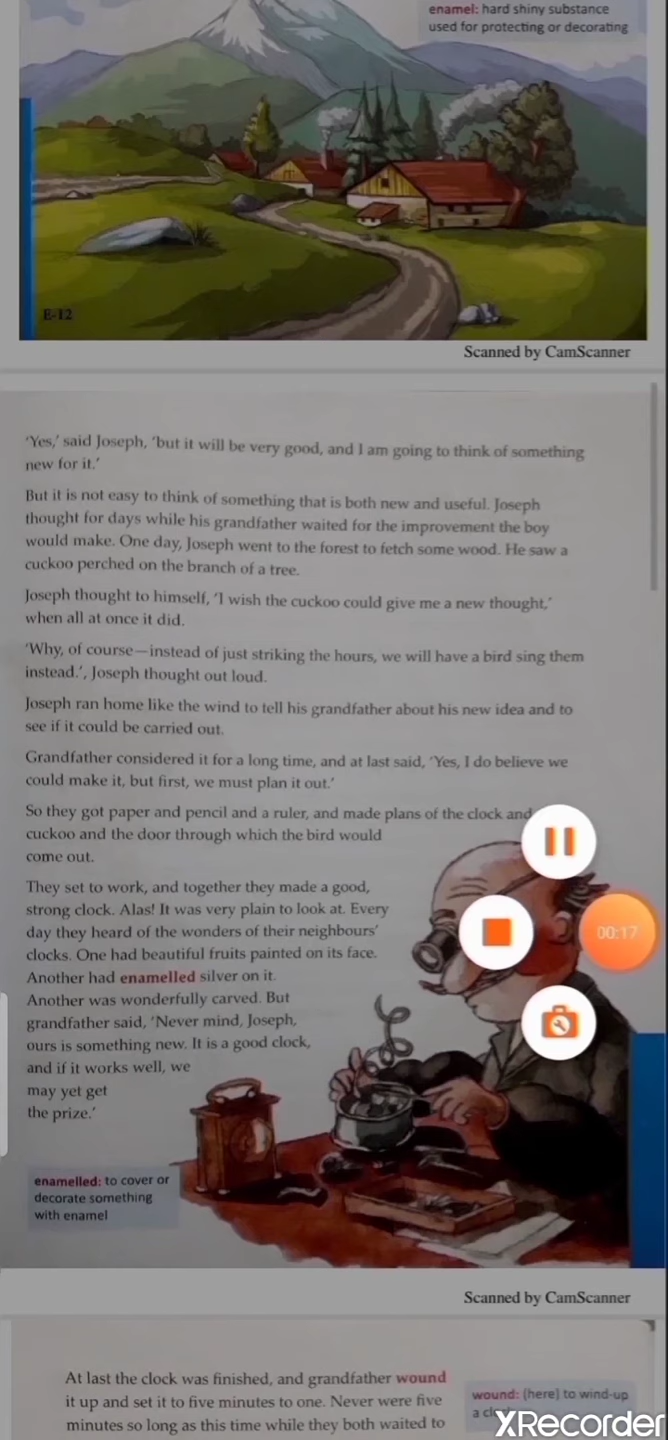 enamel: hard shiny substance
used for protecting or decorating
E-12
Scanned by CamScanner
'Yes,' said Joseph, 'but it will be very good, and I am going to think of something
new for it.'
But it is not easy to think of something that is both new and useful. Joseph
thought for days while his grandfather waited for the improvement the boy
would make. One day, Joseph went to the forest to fetch some wood. He saw a
cuckoo perched on the branch of a tree.
Joseph thought to himself, 'I wish the cuckoo could give me a new thought,'
when all at once it did.
'Why, of course—instead of just striking the hours, we will have a bird sing them
instead.', Joseph thought out loud.
Joseph ran home like the wind to tell his grandfather about his new idea and to
see if it could be carried out.
Grandfather considered it for a long time, and at last said, 'Yes, I do believe we
could make it, but first, we must plan it out.'
So they got paper and pencil and a ruler, and made plans of the clock and
cuckoo and the door through which the bird would
come out.
They set to work, and together they made a good,
strong clock. Alas! It was very plain to look at. Every
day they heard of the wonders of their neighbours'
clocks. One had beautiful fruits painted on its face.
Another had enamelled silver on it.
Another was wonderfully carved. But
grandfather said, 'Never mind, Joseph,
ours is something new. It is a good clock,
and if it works well, we
may yet get
the prize.'
00:17
enamelled: to cover or
decorate something
with enamel
Scanned by CamScanner
At last the clock was finished, and grandfather wound
it up and set it to five minutes to one. Never were five
minutes so long as this time while they both waited to
wound: (here) to wind-up
a
XRecorder